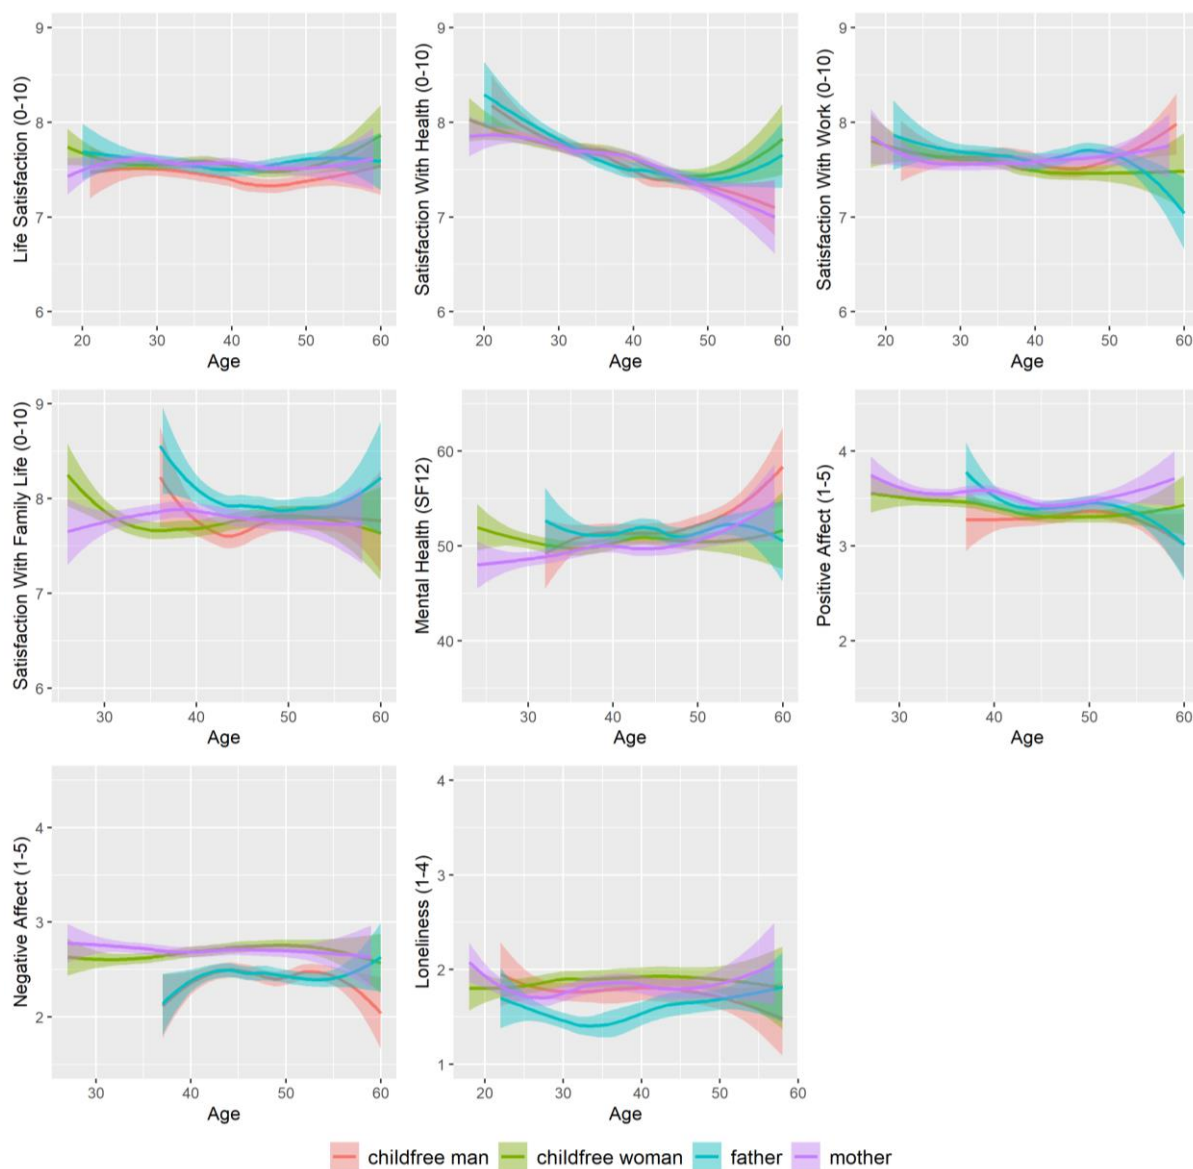 Life Satisfaction (0-10)
9
8
7
6
20 30 40 50 60
Age
Satisfaction With Health (0-10)
9
8
7
6
20 30 40 50 60
Age
Satisfaction With Work (0-10)
9
8
7
6
20 30 40 50 60
Age
Satisfaction With Family Life (0-10)
9
8
7
6
30 40 50 60
Age
Mental Health (SF12)
60
50
40
30 40 50 60
Age
Positive Affect (1-5)
4
3
2
30 40 50 60
Age
Negative Affect (1-5)
4
3
2
30 40 50 60
Age
Loneliness (1-4)
4
3
2
1
20 30 40 50 60
Age
childfree man childfree woman father mother